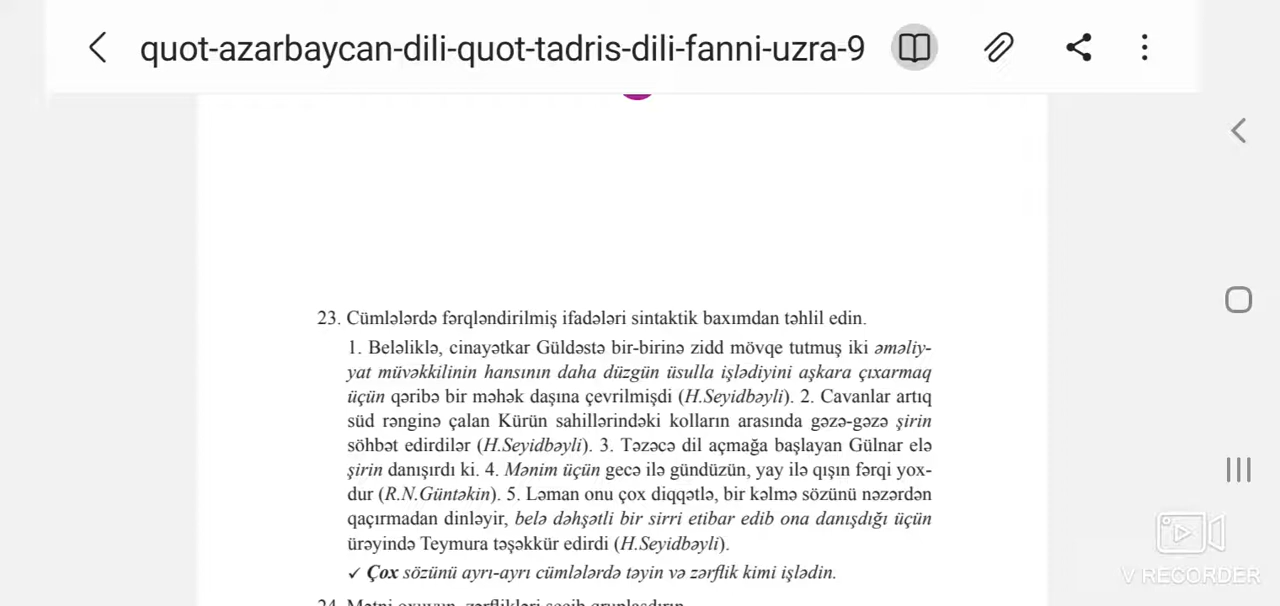 quot-azarbaycan-dili-quot-tadris-dili-fanni-uzra-9
23. Cümlələrdə fərqləndirilmiş ifadələri sintaktik baxımdan təhlil edin.
1. Beləliklə, cinayətkar Güldəstə bir-birinə zidd mövqe tutmuş iki əməliy-
yat müvəkkilinin hansının daha düzgün üsulla işlədiyini aşkara çıxarmaq
üçün qəribə bir məhək daşına çevrilmişdi (H.Seyidbəyli). 2. Cavanlar artıq
süd rənginə çalan Kürün sahillərindəki kolların arasında gəzə-gəzə şirin
söhbət edirdilər (H.Seyidbəyli). 3. Təzəcə dil açmağa başlayan Gülnar elə
şirin danışırdı ki. 4. Mənim üçün gecə ilə gündüzün, yay ilə qışın fərqi yox-
dur (R.N.Güntəkin). 5. Ləman onu çox diqqətlə, bir kəlmə sözünü nəzərdən
qaçırmadan dinləyir, belə dəhşətli bir sirri etibar edib ona danışdığı üçün
ürəyində Teymura təşəkkür edirdi (H.Seyidbəyli).
✓ Çox sözünü ayrı-ayrı cümlələrdə təyin və zərflik kimi işlədin.
24. Mətni oxuyun, zərflikləri seçib qruplaşdırın.
V RECORDER